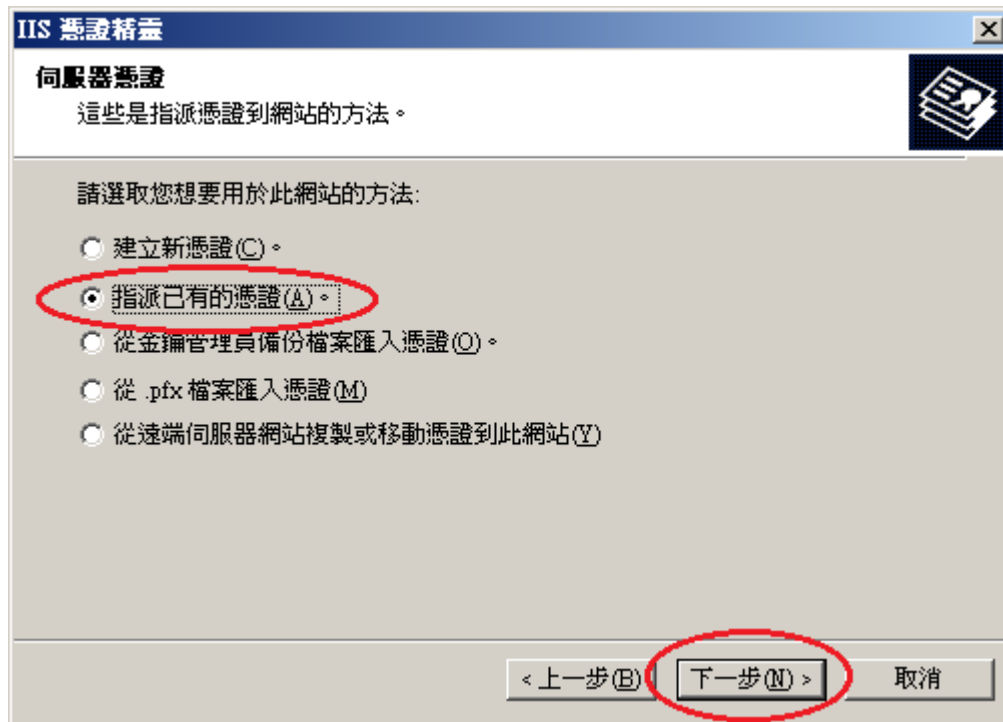 IIS 憑證精靈
伺服器憑證
這些是指派憑證到網站的方法。
請選取您想要用於此網站的方法:
建立新憑證(C)。
指派已有的憑證(A)。
從金鑰管理員備份檔案匯入憑證(O)。
從 .pfx 檔案匯入憑證(M)
從遠端伺服器網站複製或移動憑證到此網站(Y)
< 上一步(B) 下一步(N) > 取消